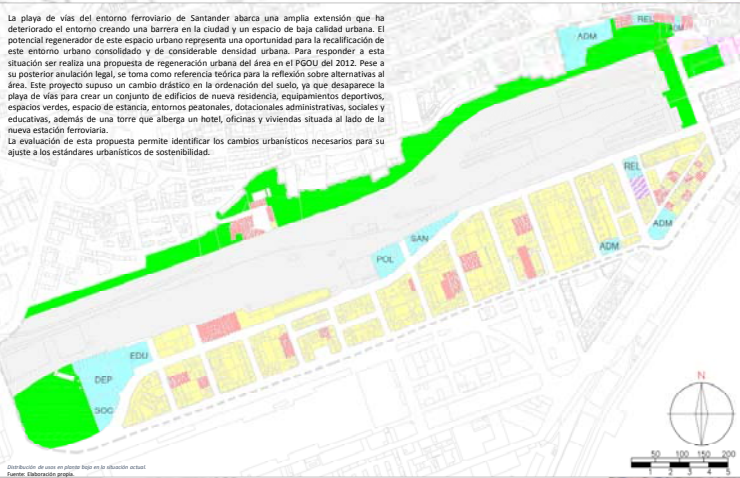 La playa de vías del entorno ferroviario de Santander abarca una amplia extensión que ha
deteriorado el entorno creando una barrera en la ciudad y un espacio de baja calidad urbana. El
potencial regenerador de este espacio urbano representa una oportunidad para la recalificación de
este entorno urbano consolidado y de considerable densidad urbana. Para responder a esta
situación ser realiza una propuesta de regeneración urbana del área en el PGOU del 2012. Pese a
su posterior anulación legal, se toma como referencia teórica para la reflexión sobre alternativas al
área. Este proyecto supuso un cambio drástico en la ordenación del suelo, ya que desaparece la
playa de vías para crear un conjunto de edificios de nueva residencia, equipamientos deportivos,
espacios verdes, espacio de estancia, entornos peatonales, dotacionales administrativas, sociales y
educativas, además de una torre que alberga un hotel, oficinas y viviendas situada al lado de la
nueva estación ferroviaria.
La evaluación de esta propuesta permite identificar los cambios urbanísticos necesarios para su
ajuste a los estándares urbanísticos de sostenibilidad.
REL
ADM
ADM
REL
ADM
SAN
ADM
POL
EDU
DEP
SOC
N
50 100 150 200
1 2 3 4 5
Distribución de usos en planta baja en la situación actual.
Fuente: Elaboración propia.